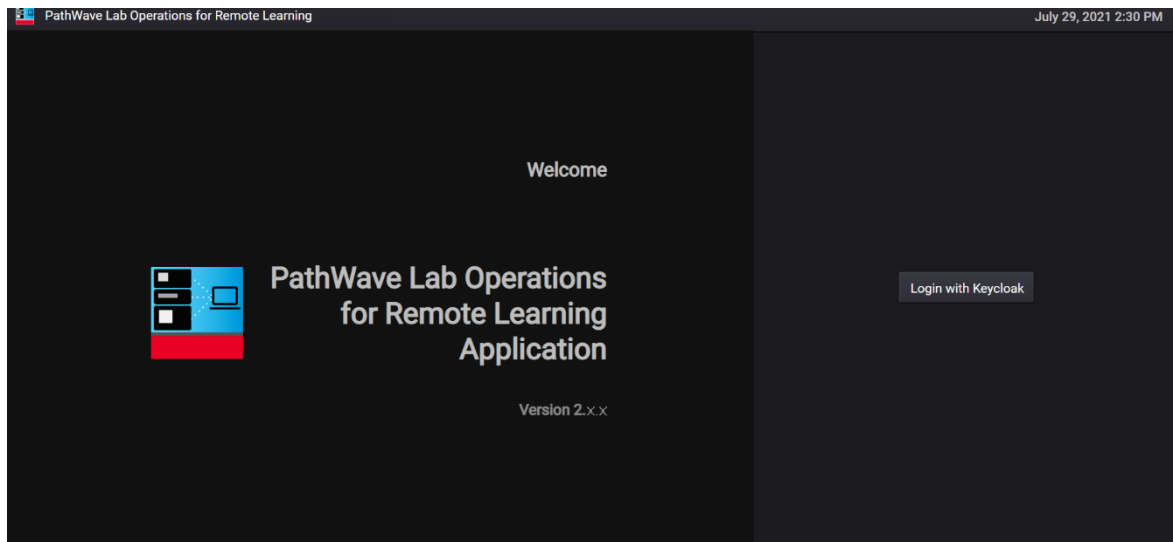 PathWave Lab Operations for Remote Learning
July 29, 2021 2:30 PM
Welcome
PathWave Lab Operations
for Remote Learning
Application
Version 2.x.x
Login with Keycloak